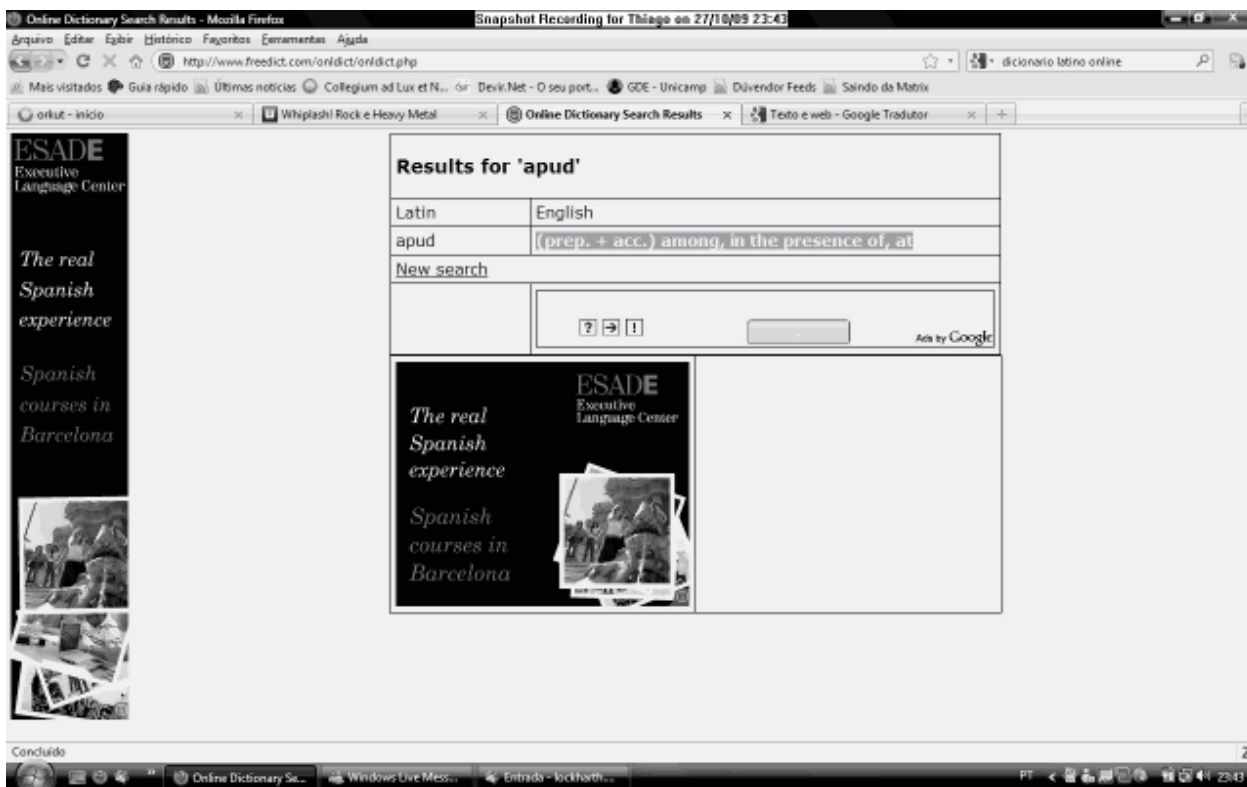 Online Dictionary Search Results - Mozilla Firefox
Snapshot Recording for Thiago on 27/10/09 23:43
Arquivo Editar Exibir Histórico Favoritos Ferramentas Ajuda
http://www.freedict.com/onldict/onldict.php
dicionario latino online
Mais visitados Guia rápido Últimas notícias Collegium ad Lux et N... Devir.Net - O seu port... GDE - Unicamp Dúvendor Feeds Saindo da Matrix
orkut - início
Whiplash! Rock e Heavy Metal
Online Dictionary Search Results
Texto e web - Google Tradutor
ESADE
Executive
Language Center
The real
Spanish
experience
Spanish
courses in
Barcelona
Results for 'apud'
Latin English
apud (prep. + acc.) among, in the presence of, at
New search
Ads by Google
ESADE
Executive
Language Center
The real
Spanish
experience
Spanish
courses in
Barcelona
Concluído
Online Dictionary Se... Windows Live Mess... Entrada - lockharth...
PT 23:43